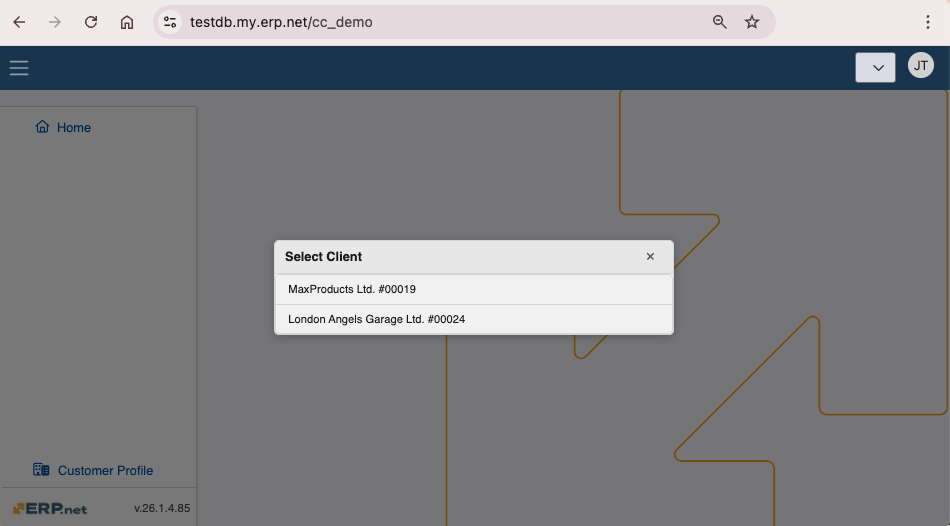 testdb.my.erp.net/cc_demo
JT
Home
Select Client
MaxProducts Ltd. #00019
London Angels Garage Ltd. #00024
Customer Profile
ERP.net
v.26.1.4.85